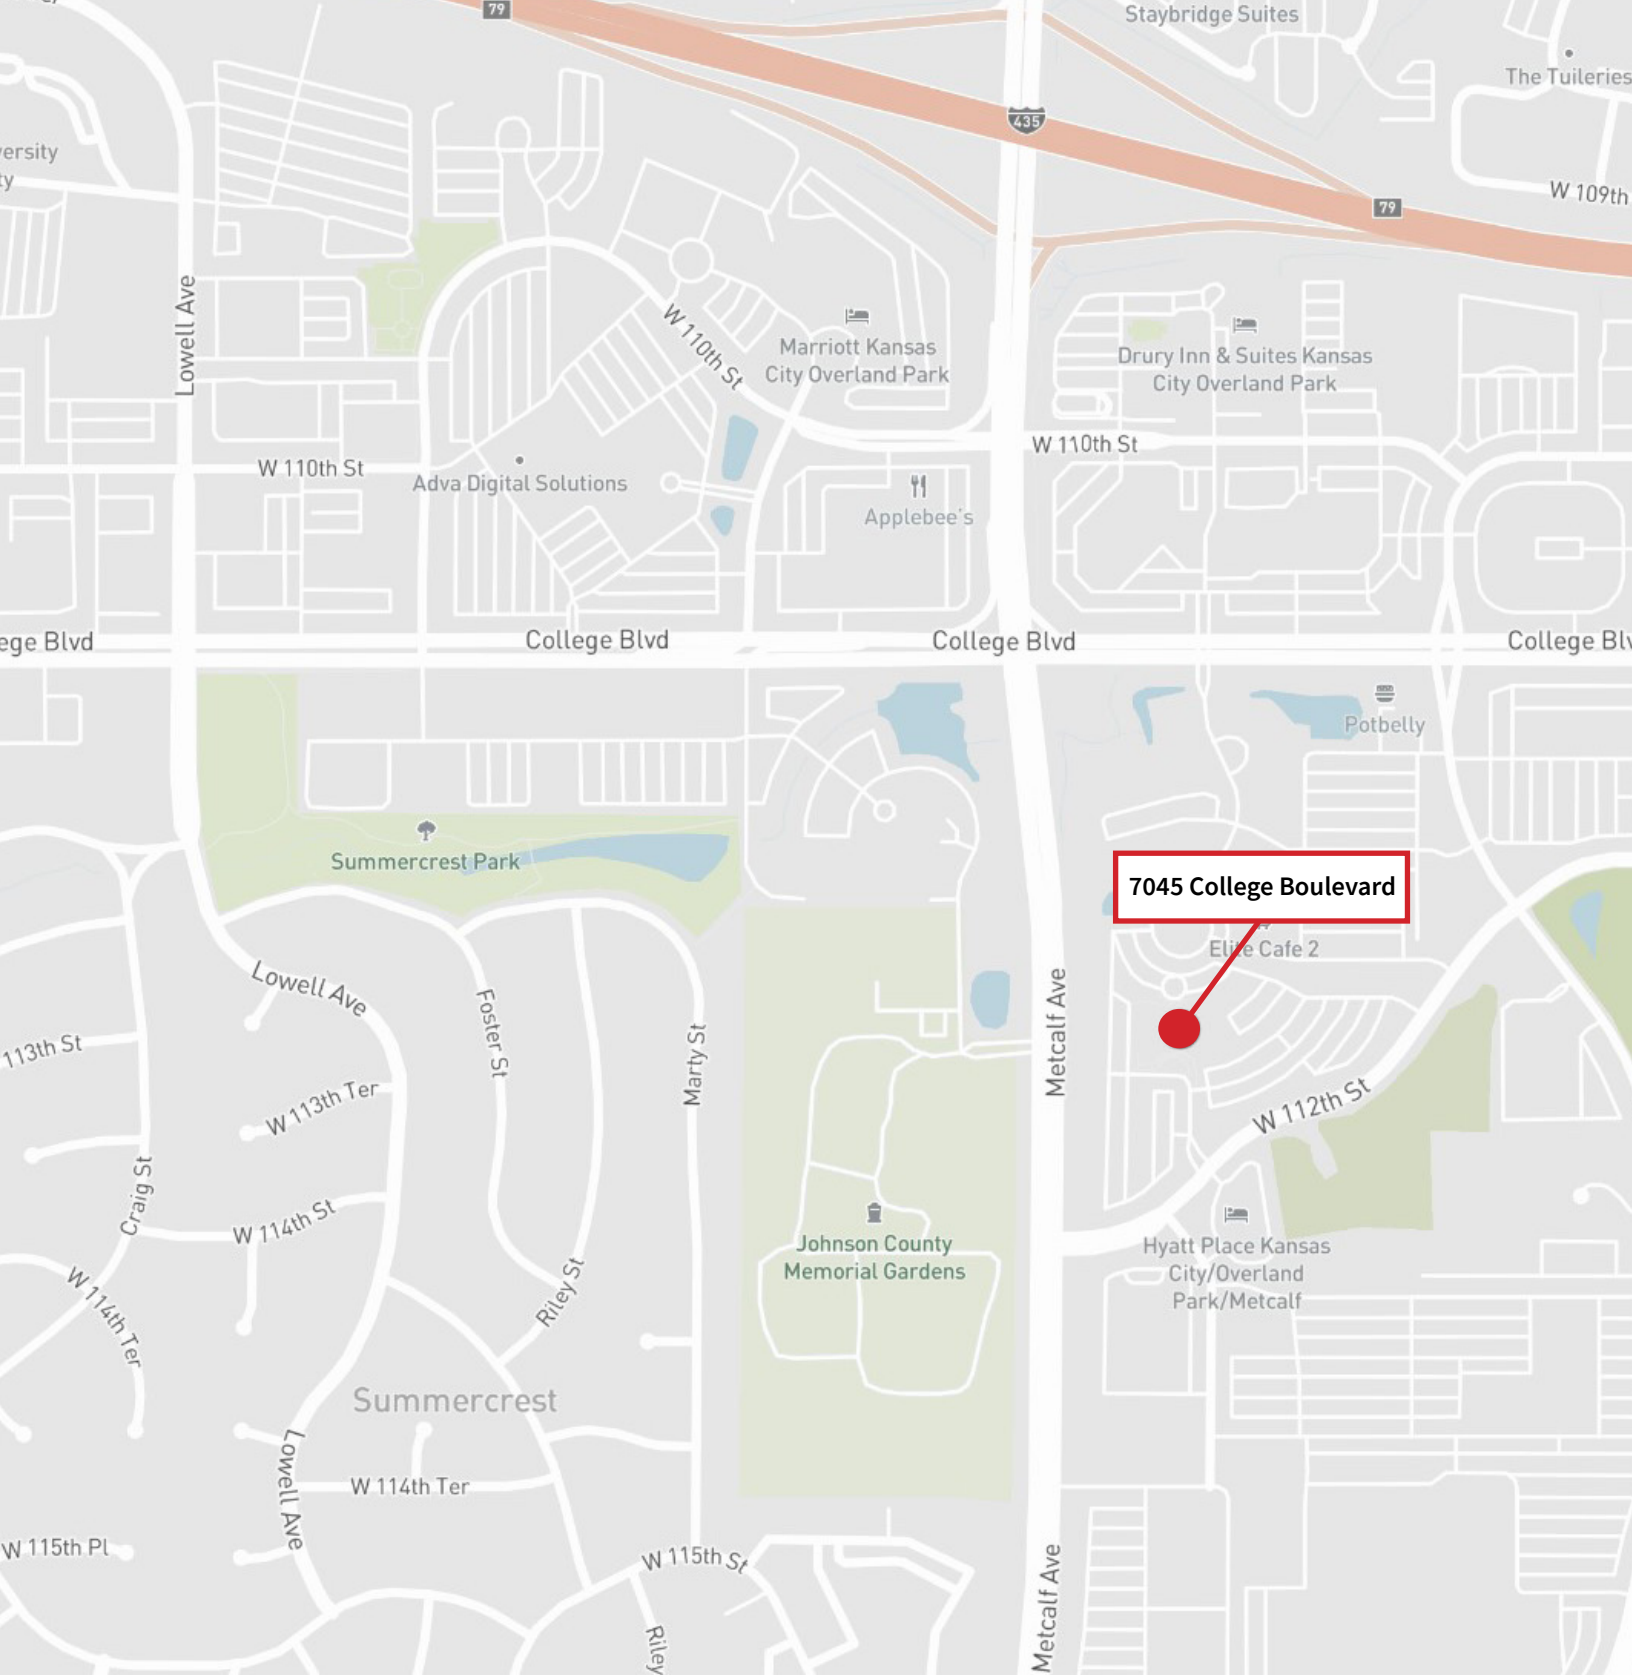 79
Staybridge Suites
The Tuileries
435
ersity
ty
W 109th
79
Lowell Ave
W 110th St
Marriott Kansas
City Overland Park
Drury Inn & Suites Kansas
City Overland Park
W 110th St
W 110th St
Adva Digital Solutions
Applebee's
ege Blvd
College Blvd
College Blvd
College Blv
Potbelly
Summercrest Park
7045 College Boulevard
Elite Cafe 2
Lowell Ave
Foster St
Marty St
Metcalf Ave
113th St
W 113th Ter
W 112th St
Craig St
W 114th St
Johnson County
Memorial Gardens
Hyatt Place Kansas
City/Overland
Park/Metcalf
W 114th Ter
Riley St
Summercrest
Lowell Ave
W 114th Ter
W 115th Pl
W 115th St
Metcalf Ave
Riley